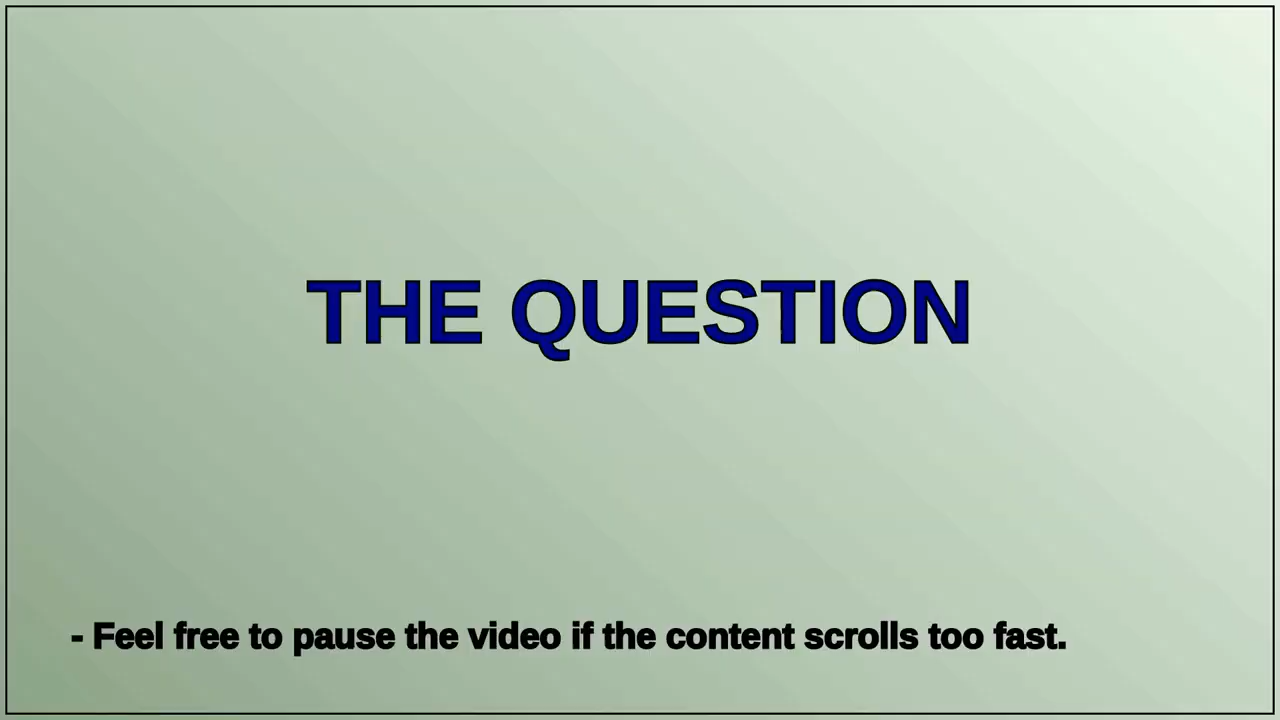 THE QUESTION
- Feel free to pause the video if the content scrolls too fast.